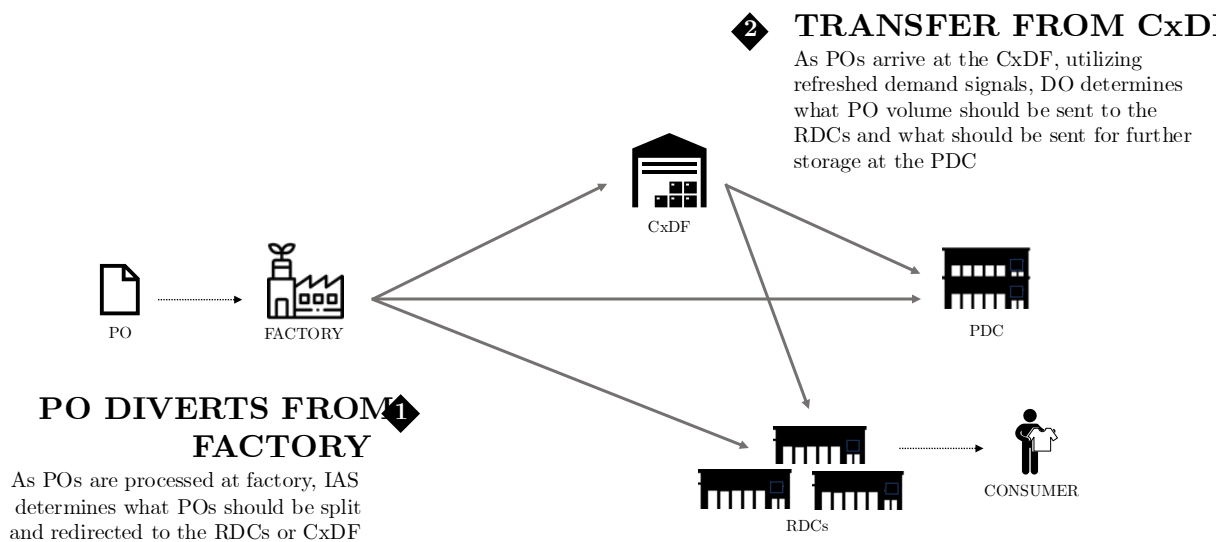 2
TRANSFER FROM CxD
As POs arrive at the CxDF, utilizing
refreshed demand signals, DO determines
what PO volume should be sent to the
RDCs and what should be sent for further
storage at the PDC
CxDF
PO
FACTORY
PDC
PO DIVERTS FROM
1
FACTORY
As POs are processed at factory, IAS
determines what POs should be split
and redirected to the RDCs or CxDF
RDCs
CONSUMER